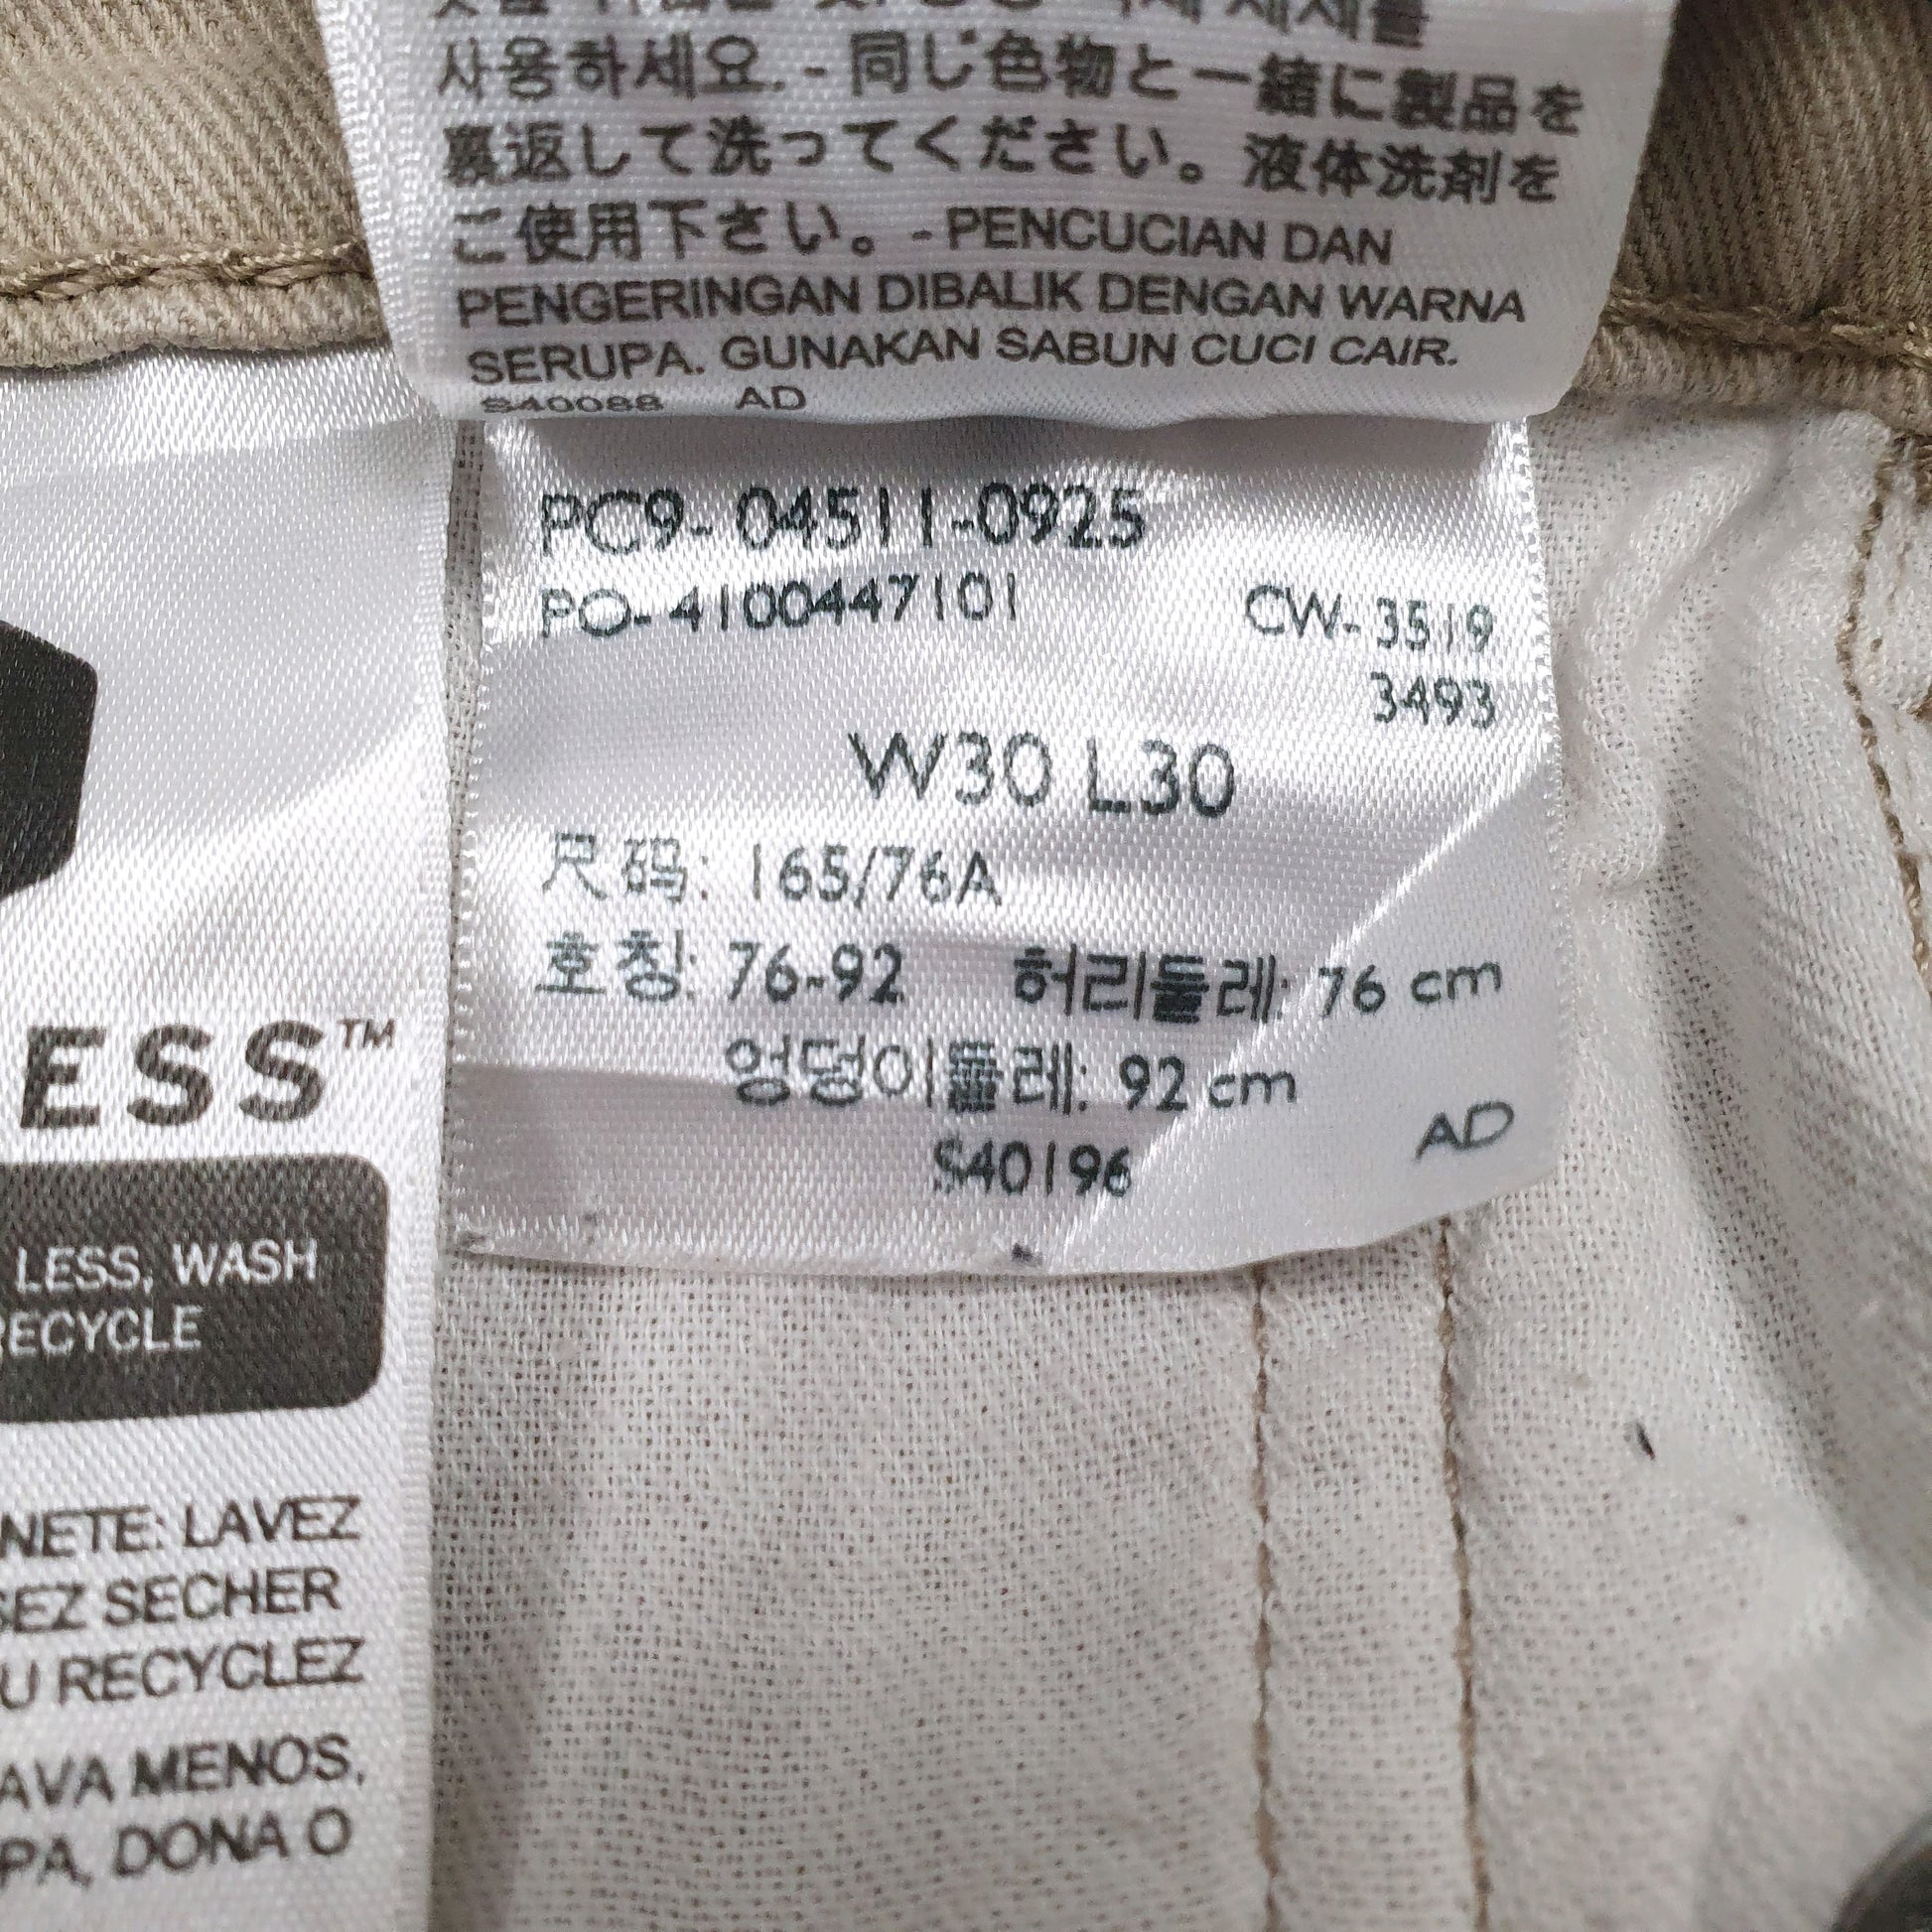 사용하세요. - 同じ色物と一緒に製品を
裏返して洗ってください。液体洗剤を
ご使用下さい。- PENCUCIAN DAN
PENGERINGAN DIBALIK DENGAN WARNA
SERUPA. GUNAKAN SABUN CUCI CAIR.
S40088 AD
PC9- 04511-0925
PO- 4100447101 CW- 3519
3493
W30 L30
尺码: 165/76A
호칭: 76-92 허리둘레: 76 cm
엉덩이둘레: 92 cm
AD
S40196
ESS™
LESS, WASH
RECYCLE
NETE: LAVEZ
SEZ SECHER
U RECYCLEZ
AVA MENOS,
PA, DONA O